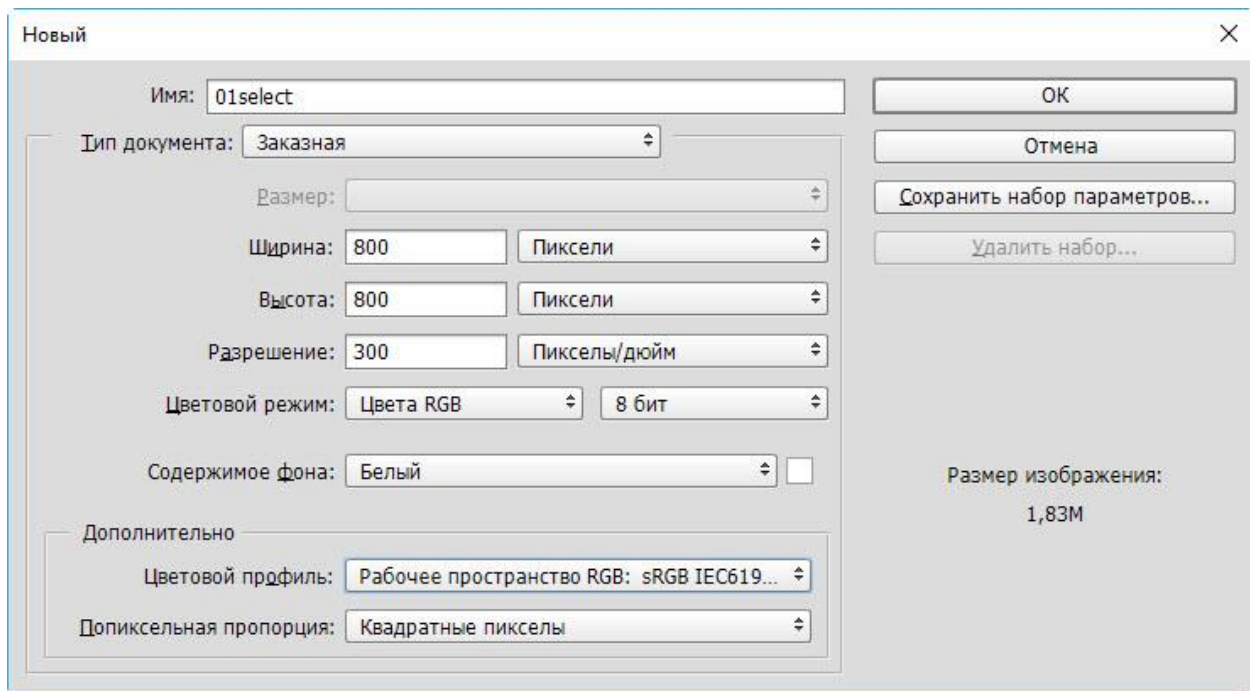 Новый
Имя: 01select
OK
Тип документа: Заказная
Отмена
Размер:
Сохранить набор параметров...
Ширина: 800 Пиксели
Удалить набор...
Высота: 800 Пиксели
Разрешение: 300 Пикселы/дюйм
Цветовой режим: Цвета RGB 8 бит
Содержимое фона: Белый
Размер изображения:
1,83M
Дополнительно
Цветовой профиль: Рабочее пространство RGB: sRGB IEC619...
Попиксельная пропорция: Квадратные пикселы